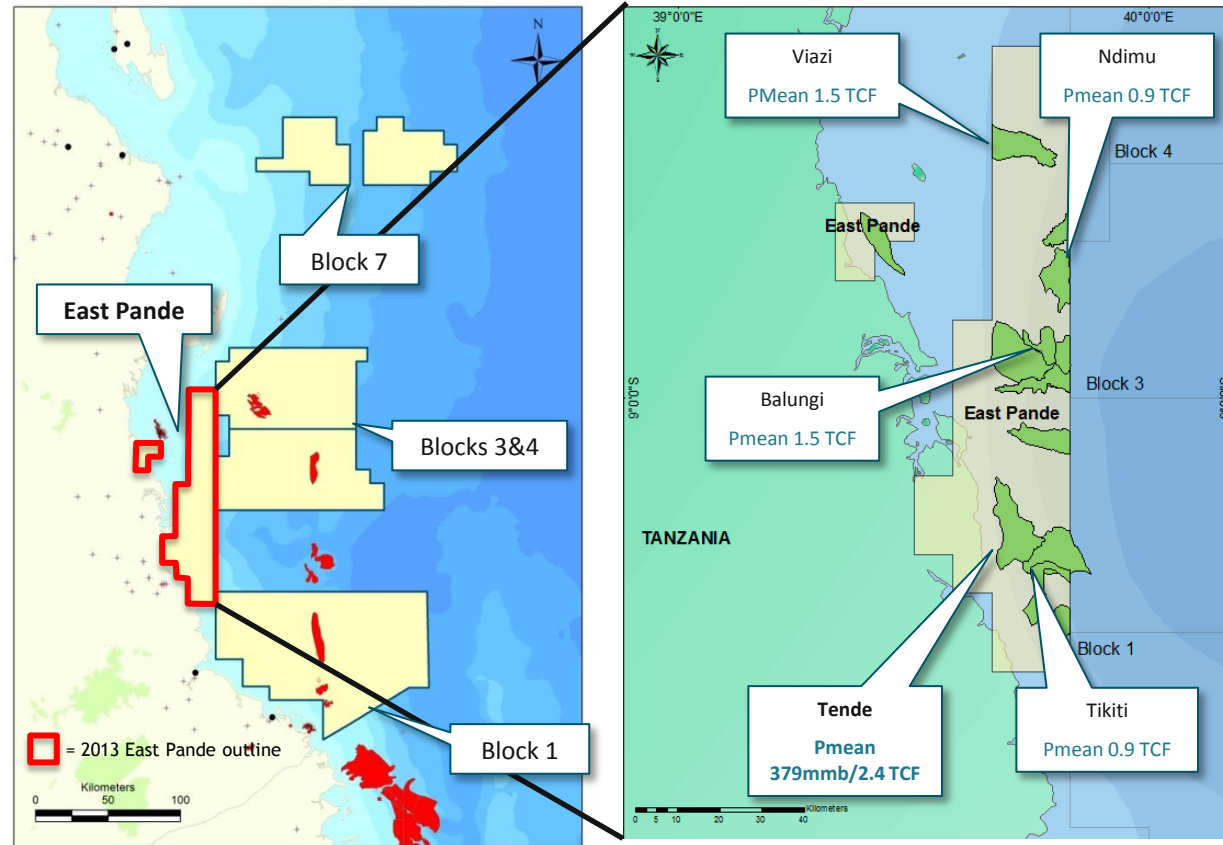 N
Block 7
East Pande
Blocks 3&4
Block 1
= 2013 East Pande outline
Kilometers
0 50 100
39°0'0"E
40°0'0"E
N
W E
S
Viazi
PMean 1.5 TCF
Ndimu
Pmean 0.9 TCF
Block 4
East Pande
9°0'0"S
Balungi
Pmean 1.5 TCF
Block 3
East Pande
TANZANIA
Block 1
Tende
Pmean
379mmb/2.4 TCF
Tikiti
Pmean 0.9 TCF
Kilometers
0 5 10 20 30 40